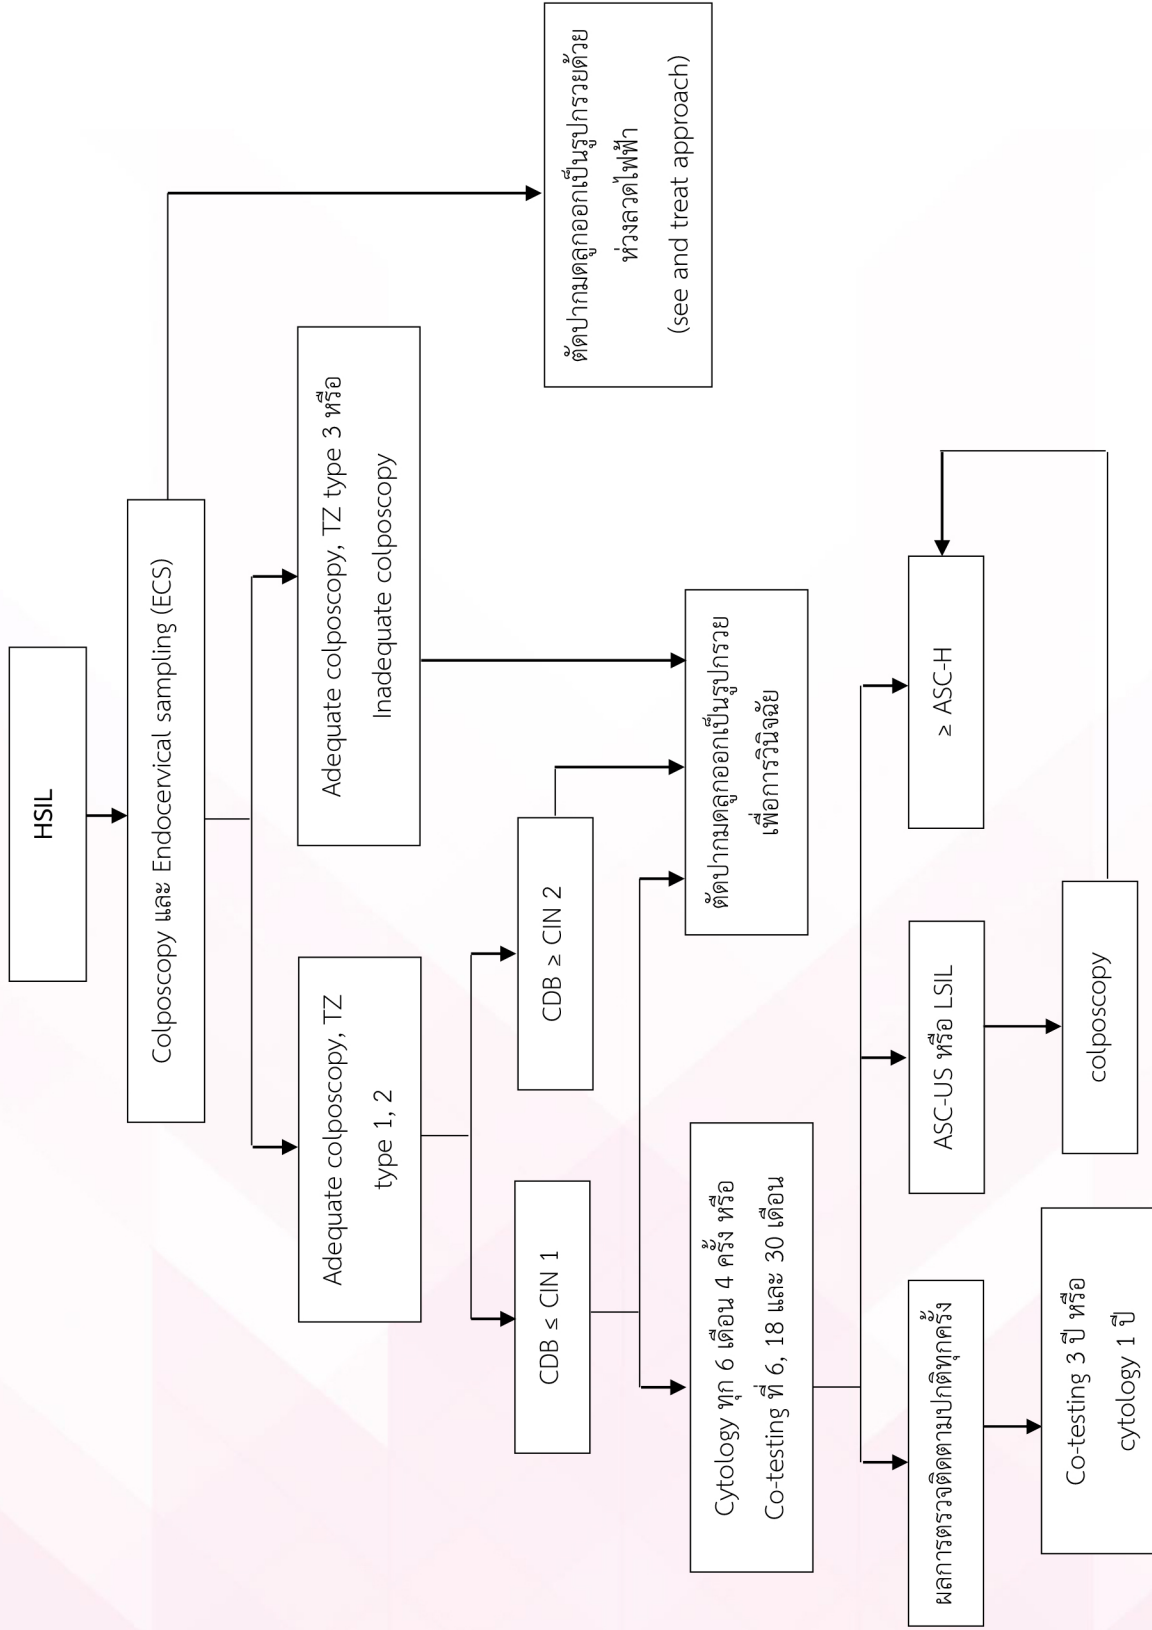 HSIL
Colposcopy และ Endocervical sampling (ECS)
Adequate colposcopy, TZ
type 1, 2
Adequate colposcopy, TZ type 3 หรือ
Inadequate colposcopy
ตัดปากมดลูกออกเป็นรูปกรวยด้วย
ห่วงลวดไฟฟ้า
(see and treat approach)
CDB ≤ CIN 1
CDB ≥ CIN 2
Cytology ทุก 6 เดือน 4 ครั้ง หรือ
Co-testing ที่ 6, 18 และ 30 เดือน
ตัดปากมดลูกออกเป็นรูปกรวย
เพื่อการวินิจฉัย
ผลการตรวจติดตามปกติทุกครั้ง
ASC-US หรือ LSIL
≥ ASC-H
Co-testing 3 ปี หรือ
cytology 1 ปี
colposcopy